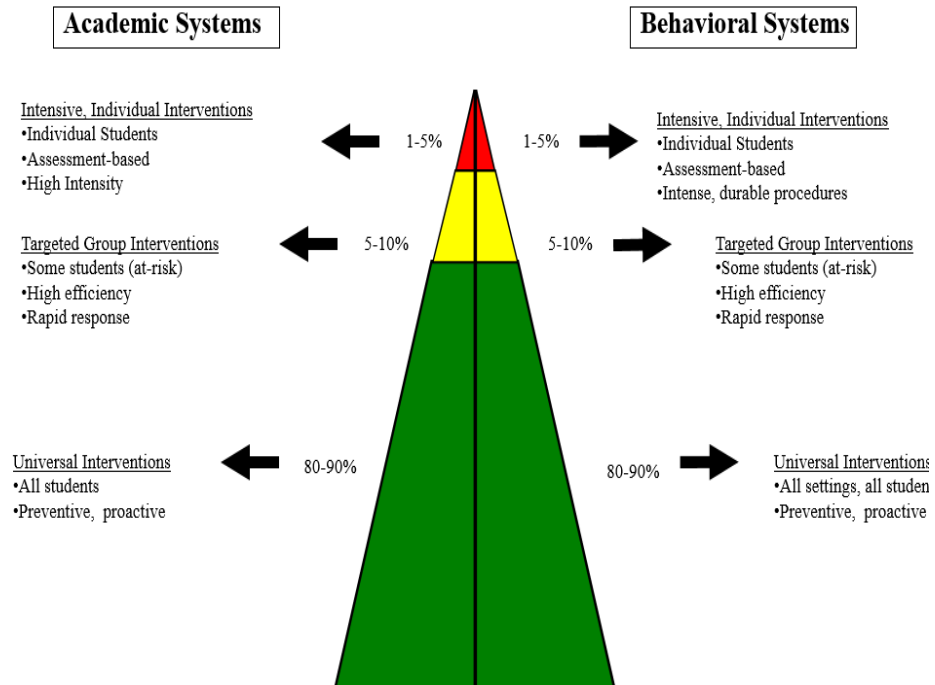 Academic Systems
Behavioral Systems
Intensive, Individual Interventions
•Individual Students
•Assessment-based
•High Intensity
1-5%
1-5%
Intensive, Individual Interventions
•Individual Students
•Assessment-based
•Intense, durable procedures
Targeted Group Interventions
•Some students (at-risk)
•High efficiency
•Rapid response
5-10%
5-10%
Targeted Group Interventions
•Some students (at-risk)
•High efficiency
•Rapid response
Universal Interventions
•All students
•Preventive, proactive
80-90%
80-90%
Universal Interventions
•All settings, all studen
•Preventive, proactive